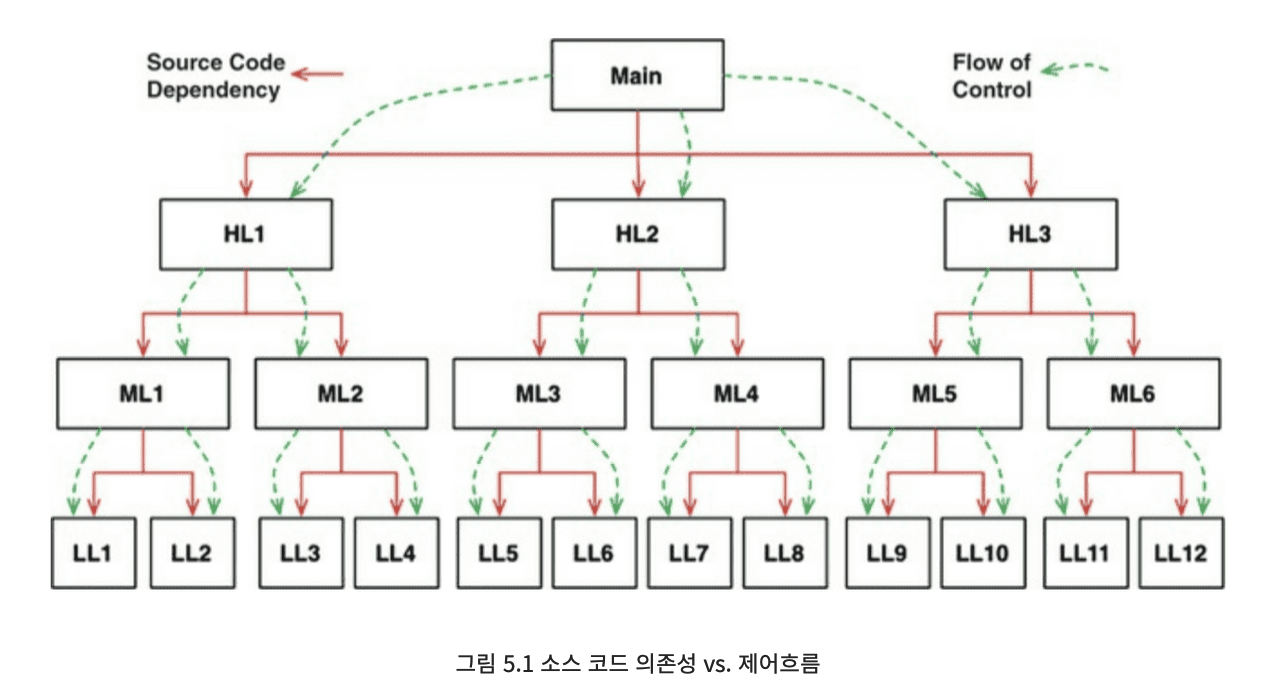 Source Code
Dependency
Main
Flow of
Control
HL1
HL2
HL3
ML1
ML2
ML3
ML4
ML5
ML6
LL1
LL2
LL3
LL4
LL5
LL6
LL7
LL8
LL9
LL10
LL11
LL12
그림 5.1 소스 코드 의존성 vs. 제어흐름